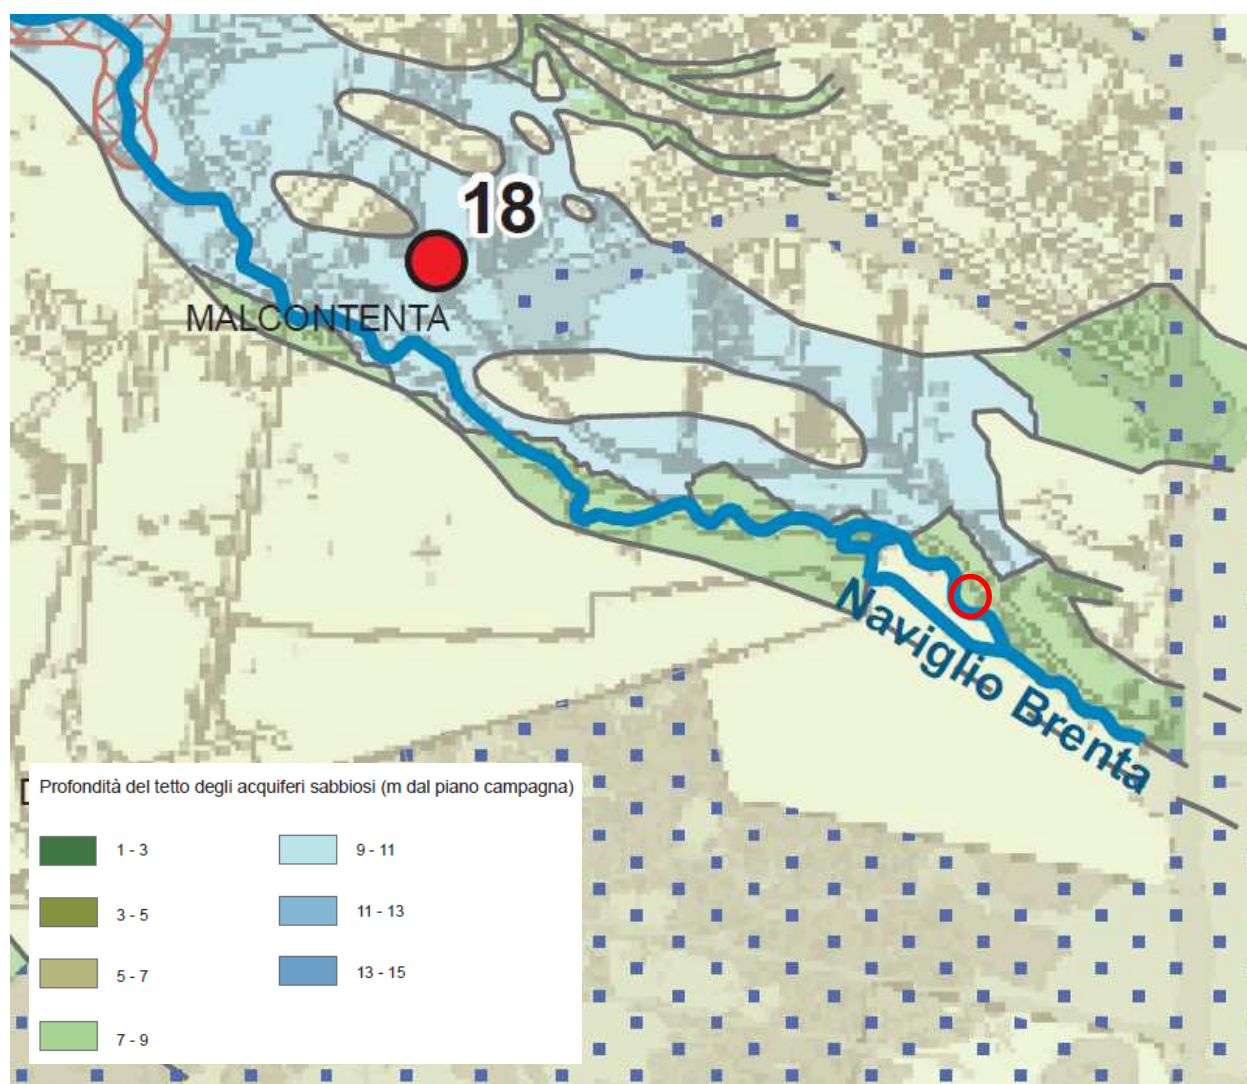 18
MALCONTENTA
Naviglio Brenta
Profondità del tetto degli acquiferi sabbiosi (m dal piano campagna)
1 - 3
3 - 5
5 - 7
7 - 9
9 - 11
11 - 13
13 - 15